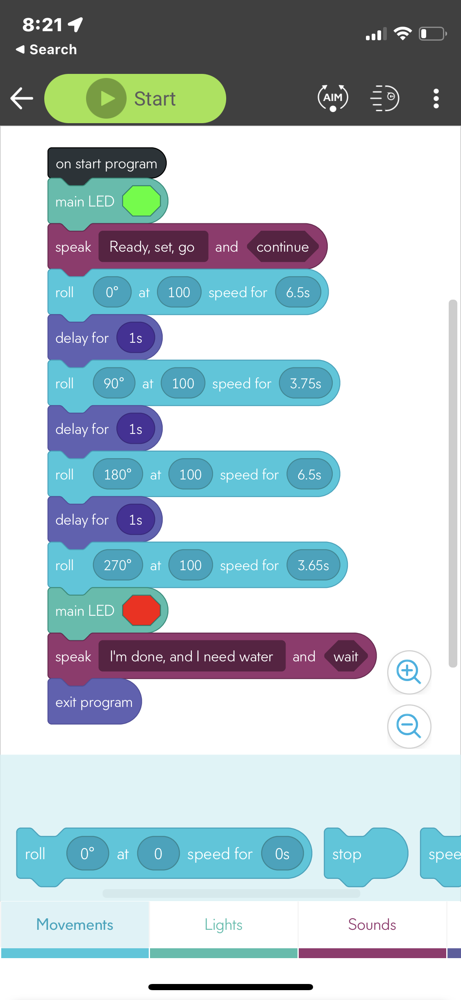 8:21
Search
Start
AIM
on start program
main LED
speak Ready, set, go and continue
roll 0° at 100 speed for 6.5s
delay for 1s
roll 90° at 100 speed for 3.75s
delay for 1s
roll 180° at 100 speed for 6.5s
delay for 1s
roll 270° at 100 speed for 3.65s
main LED
speak I'm done, and I need water and wait
exit program
roll 0° at 0 speed for 0s stop spee
Movements Lights Sounds